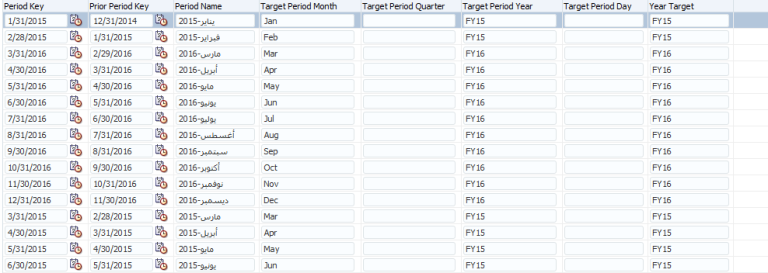 Period Key Prior Period Key Period Name Target Period Month Target Period Quarter Target Period Year Target Period Day Year Target
1/31/2015 12/31/2014 يناير-2015 Jan FY15 FY15
2/28/2015 1/31/2015 فبراير-2015 Feb FY15 FY15
3/31/2016 2/29/2016 مارس-2016 Mar FY16 FY16
4/30/2016 3/31/2016 أبريل-2016 Apr FY16 FY16
5/31/2016 4/30/2016 مايو-2016 May FY16 FY16
6/30/2016 5/31/2016 يونيو-2016 Jun FY16 FY16
7/31/2016 6/30/2016 يوليو-2016 Jul FY16 FY16
8/31/2016 7/31/2016 أغسطس-2016 Aug FY16 FY16
9/30/2016 8/31/2016 سبتمبر-2016 Sep FY16 FY16
10/31/2016 9/30/2016 أكتوبر-2016 Oct FY16 FY16
11/30/2016 10/31/2016 نوفمبر-2016 Nov FY16 FY16
12/31/2016 11/30/2016 ديسمبر-2016 Dec FY16 FY16
3/31/2015 2/28/2015 مارس-2015 Mar FY15 FY15
4/30/2015 3/31/2015 أبريل-2015 Apr FY15 FY15
5/31/2015 4/30/2015 مايو-2015 May FY15 FY15
6/30/2015 5/31/2015 يونيو-2015 Jun FY15 FY15